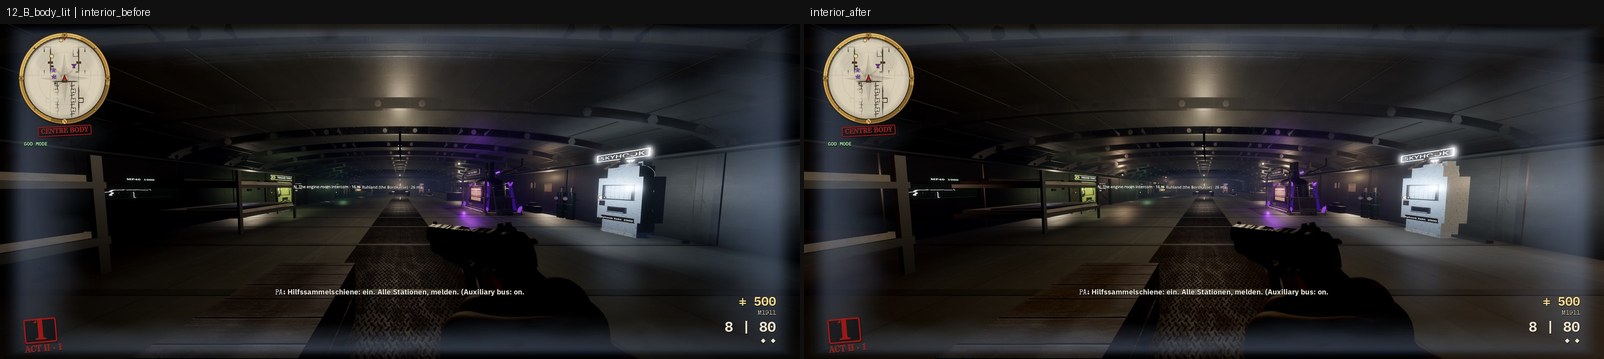 12_B_body_lit | interior_before
interior_after
CENTRE BODY
GOD MODE
SKYHOOK
PA: Hilfssammelschiene: ein. Alle Stationen, melden. (Auxiliary bus: on.
500
M1911
8 | 80
I
ACT II - 1
CENTRE BODY
GOD MODE
SKYHOOK
PA: Hilfssammelschiene: ein. Alle Stationen, melden. (Auxiliary bus: on.
500
M1911
8 | 80
I
ACT II - 1